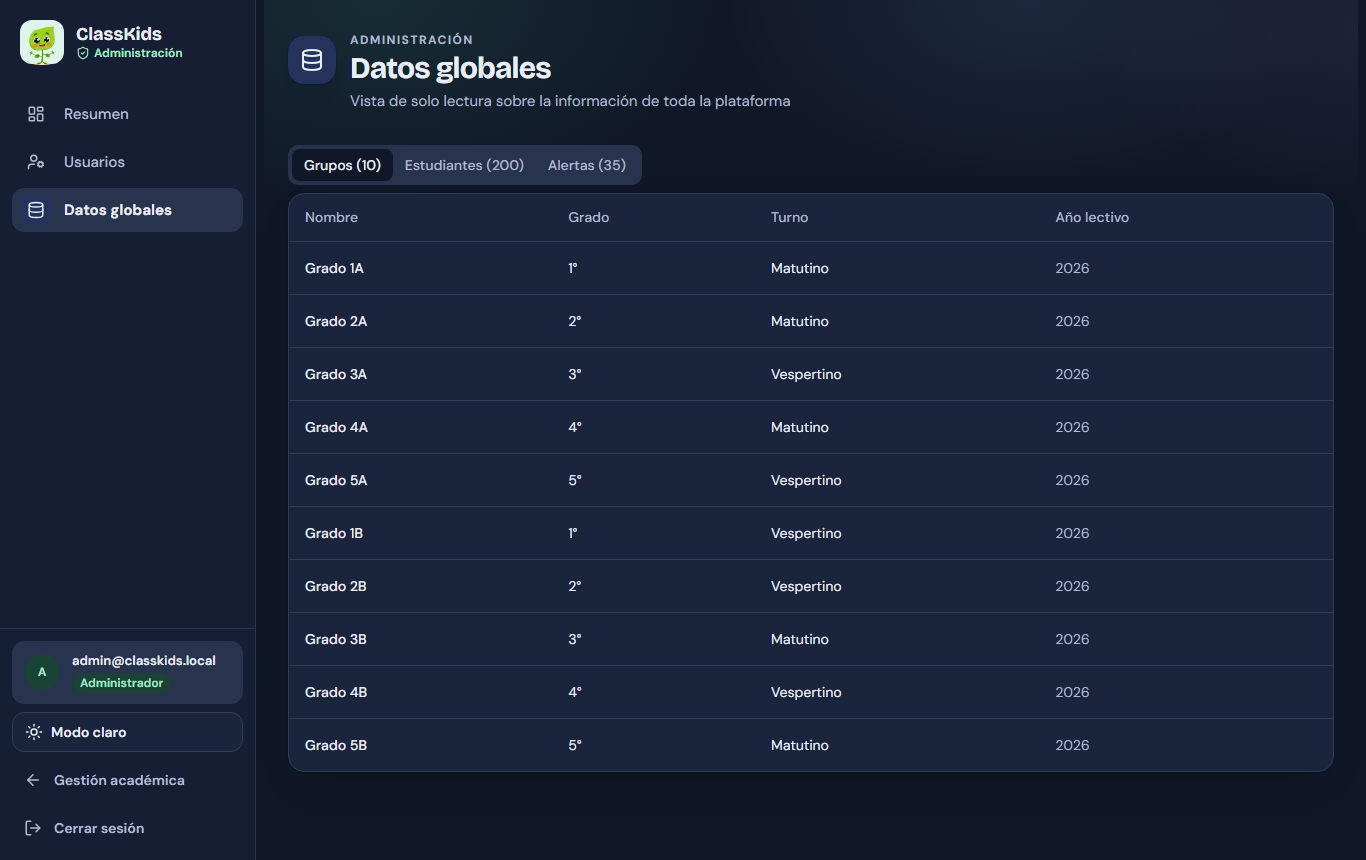 ClassKids
Administración
Resumen
Usuarios
Datos globales
admin@classkids.local
A
Administrador
Modo claro
Gestión académica
Cerrar sesión
ADMINISTRACIÓN
Datos globales
Vista de solo lectura sobre la información de toda la plataforma
Grupos (10) Estudiantes (200) Alertas (35)
Nombre Grado Turno Año lectivo
Grado 1A 1° Matutino 2026
Grado 2A 2° Matutino 2026
Grado 3A 3° Vespertino 2026
Grado 4A 4° Matutino 2026
Grado 5A 5° Vespertino 2026
Grado 1B 1° Vespertino 2026
Grado 2B 2° Vespertino 2026
Grado 3B 3° Matutino 2026
Grado 4B 4° Vespertino 2026
Grado 5B 5° Matutino 2026